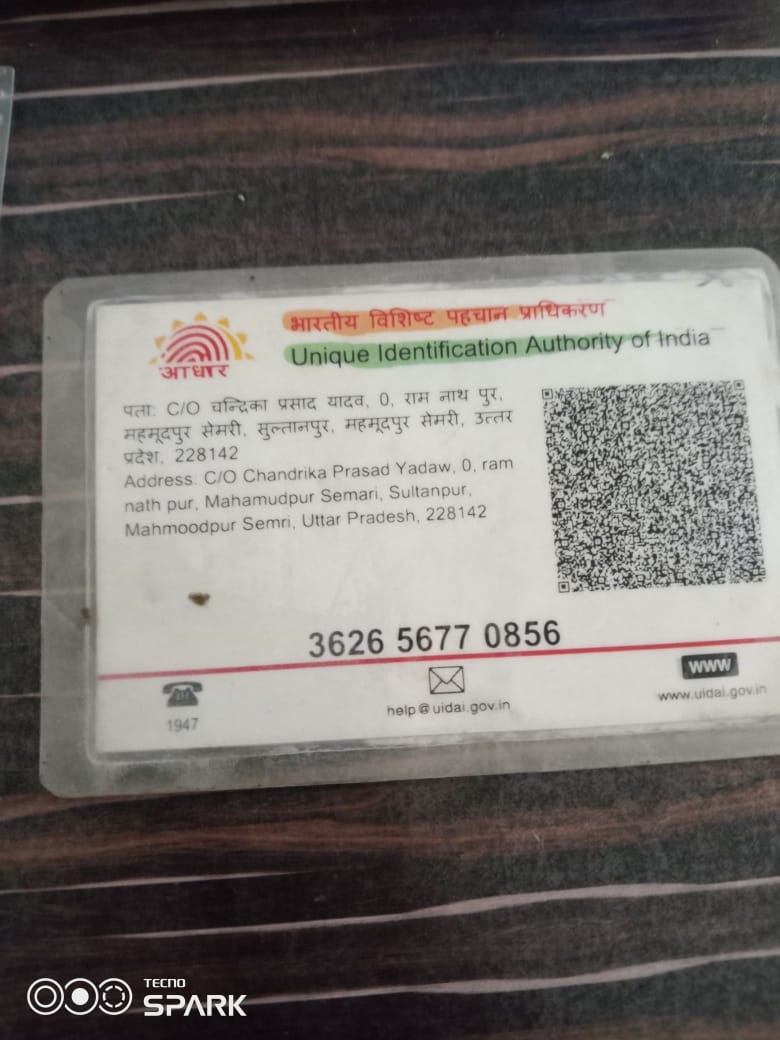 भारतीय विशिष्ट पहचान प्राधिकरण
Unique Identification Authority of India
आधार
पता: C/O चन्द्रिका प्रसाद यादव, 0, राम नाथ पुर,
महमूदपुर सेमरी, सुल्तानपुर, महमूदपुर सेमरी, उत्तर
प्रदेश, 228142
Address: C/O Chandrika Prasad Yadaw, 0, ram
nath pur, Mahamudpur Semari, Sultanpur,
Mahmoodpur Semri, Uttar Pradesh, 228142
3626 5677 0856
1947
help@uidai.gov.in
www
www.uidai.gov.in
TECNO
SPARK